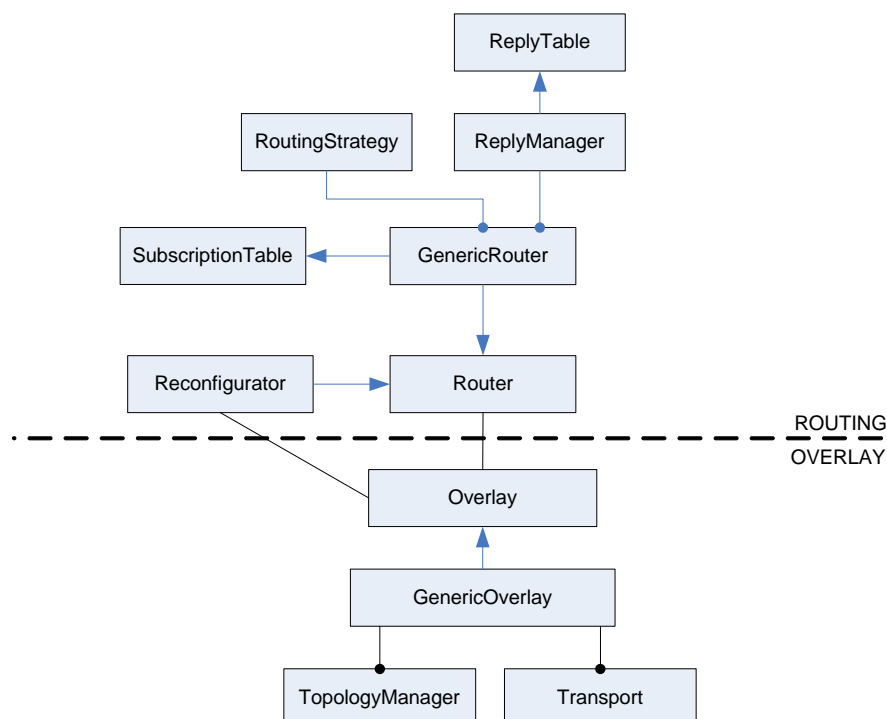 ReplyTable
RoutingStrategy
ReplyManager
SubscriptionTable
GenericRouter
Reconfigurator
Router
ROUTING
OVERLAY
Overlay
GenericOverlay
TopologyManager
Transport